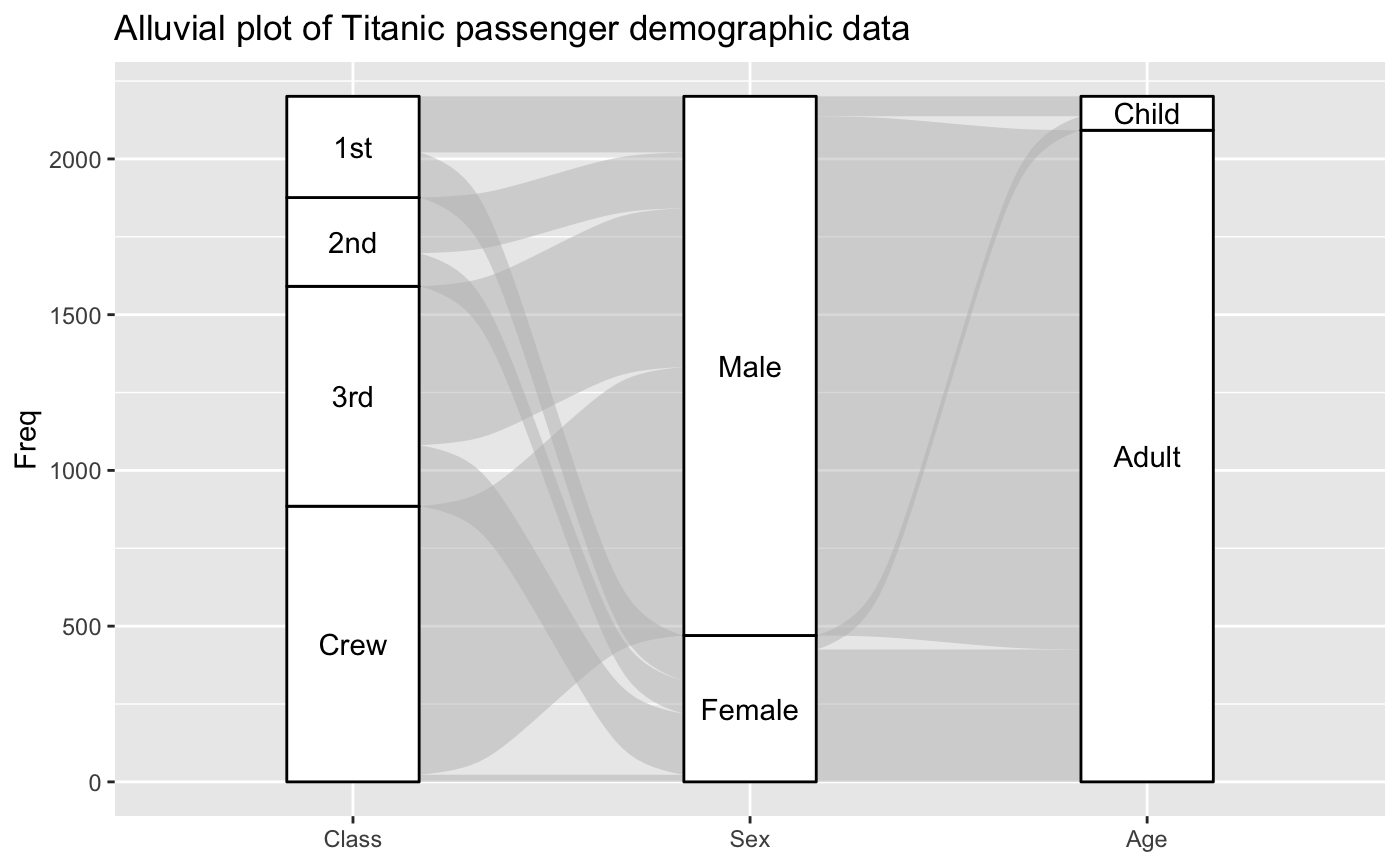 Alluvial plot of Titanic passenger demographic data
Freq
2000
1500
1000
500
0
1st
2nd
3rd
Crew
Male
Female
Child
Adult
Class
Sex
Age